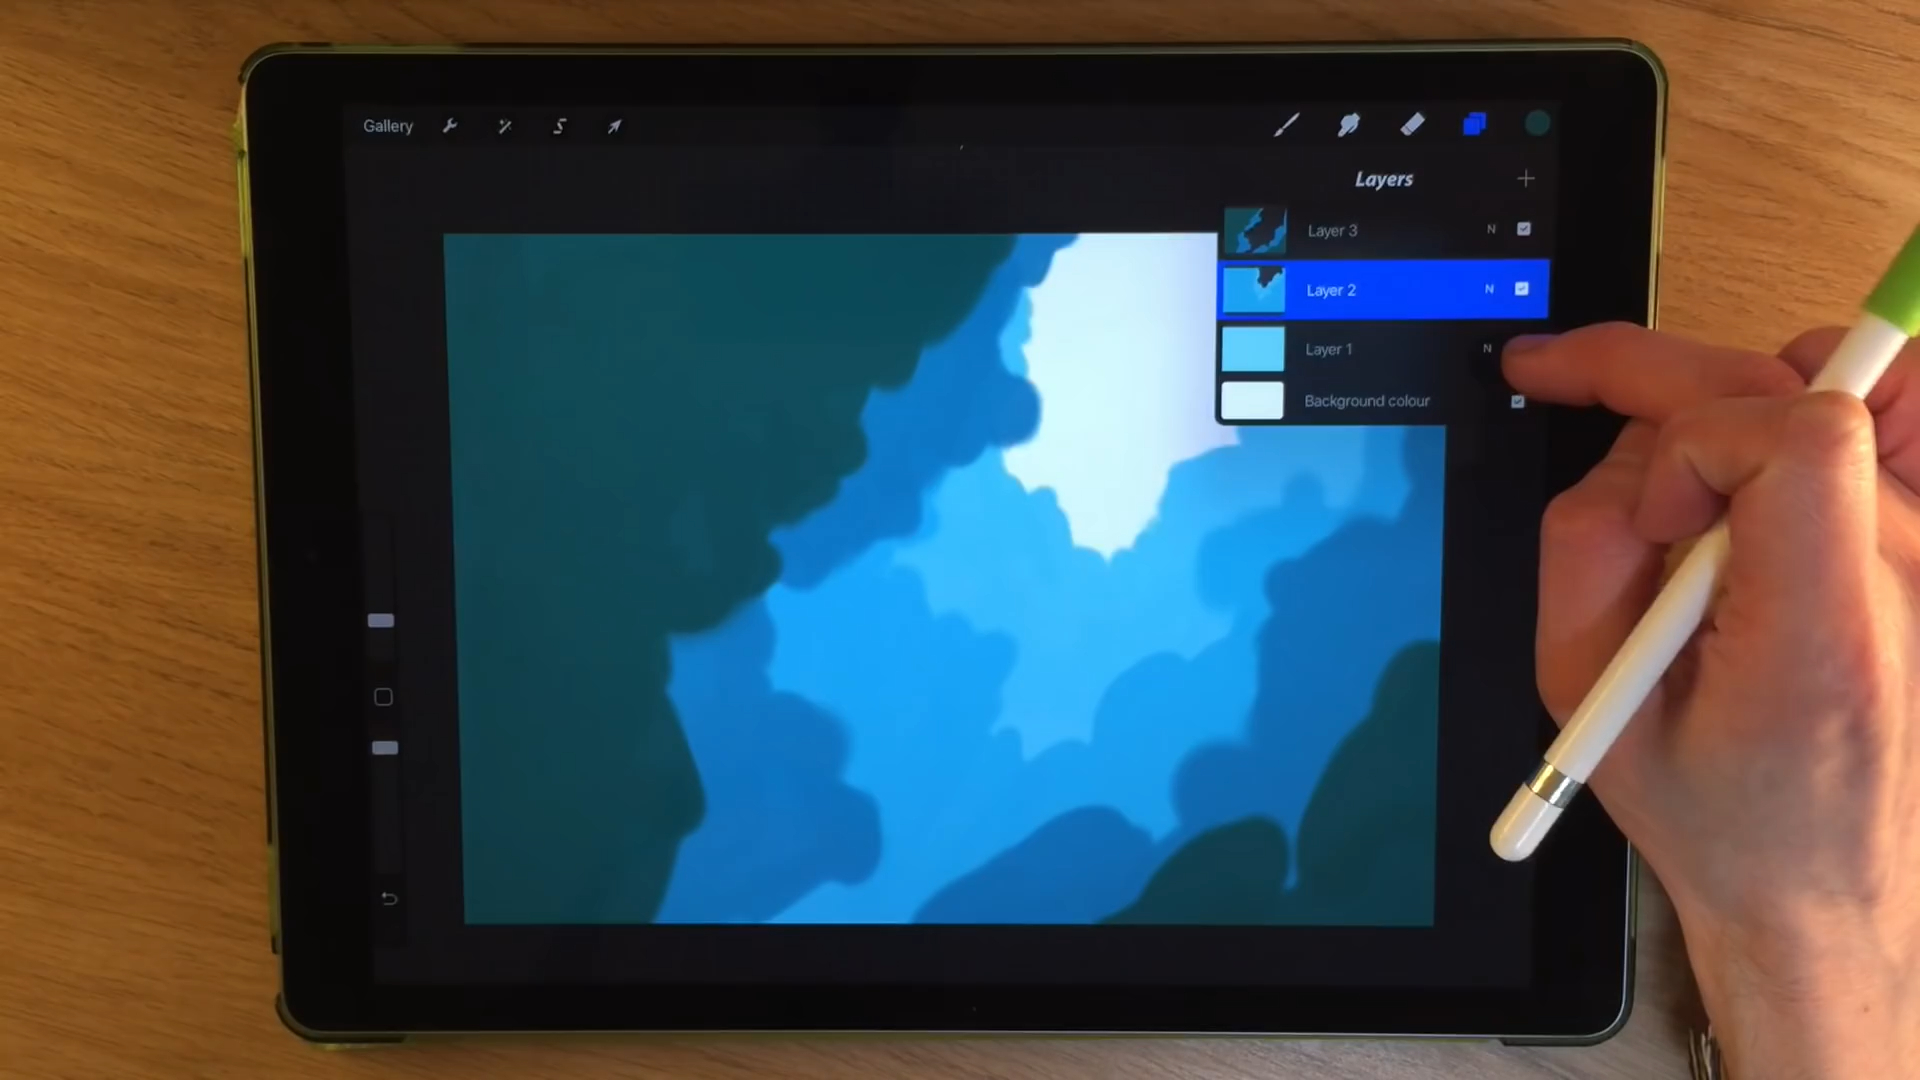 Gallery
Layers
Layer 3 N
Layer 2 N
Layer 1 N
Background colour